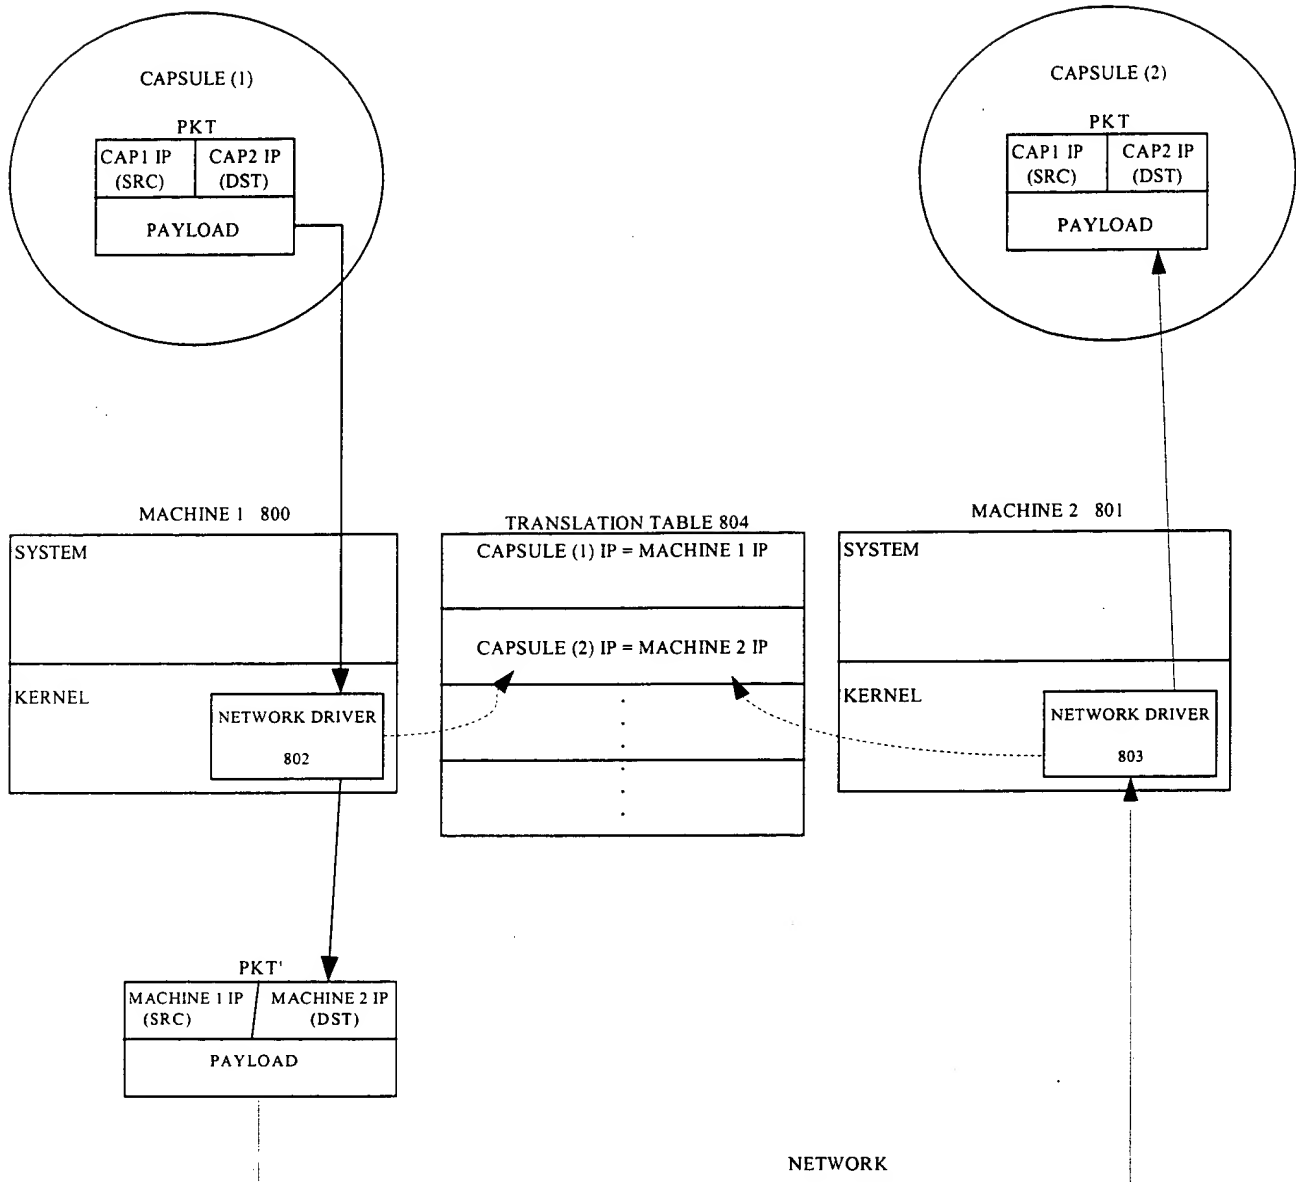 CAPSULE (1)
PKT
CAP1 IP
(SRC)
CAP2 IP
(DST)
PAYLOAD
CAPSULE (2)
PKT
CAP1 IP
(SRC)
CAP2 IP
(DST)
PAYLOAD
MACHINE 1 800
SYSTEM
KERNEL
NETWORK DRIVER
802
TRANSLATION TABLE 804
CAPSULE (1) IP = MACHINE 1 IP
CAPSULE (2) IP = MACHINE 2 IP
MACHINE 2 801
SYSTEM
KERNEL
NETWORK DRIVER
803
PKT'
MACHINE 1 IP
(SRC)
MACHINE 2 IP
(DST)
PAYLOAD
NETWORK